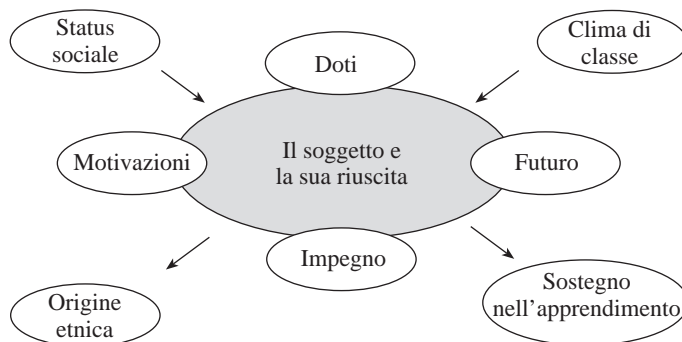 Status
sociale
Doti
Clima di
classe
Motivazioni
Il soggetto e
la sua riuscita
Futuro
Impegno
Origine
etnica
Sostegno
nell’apprendimento